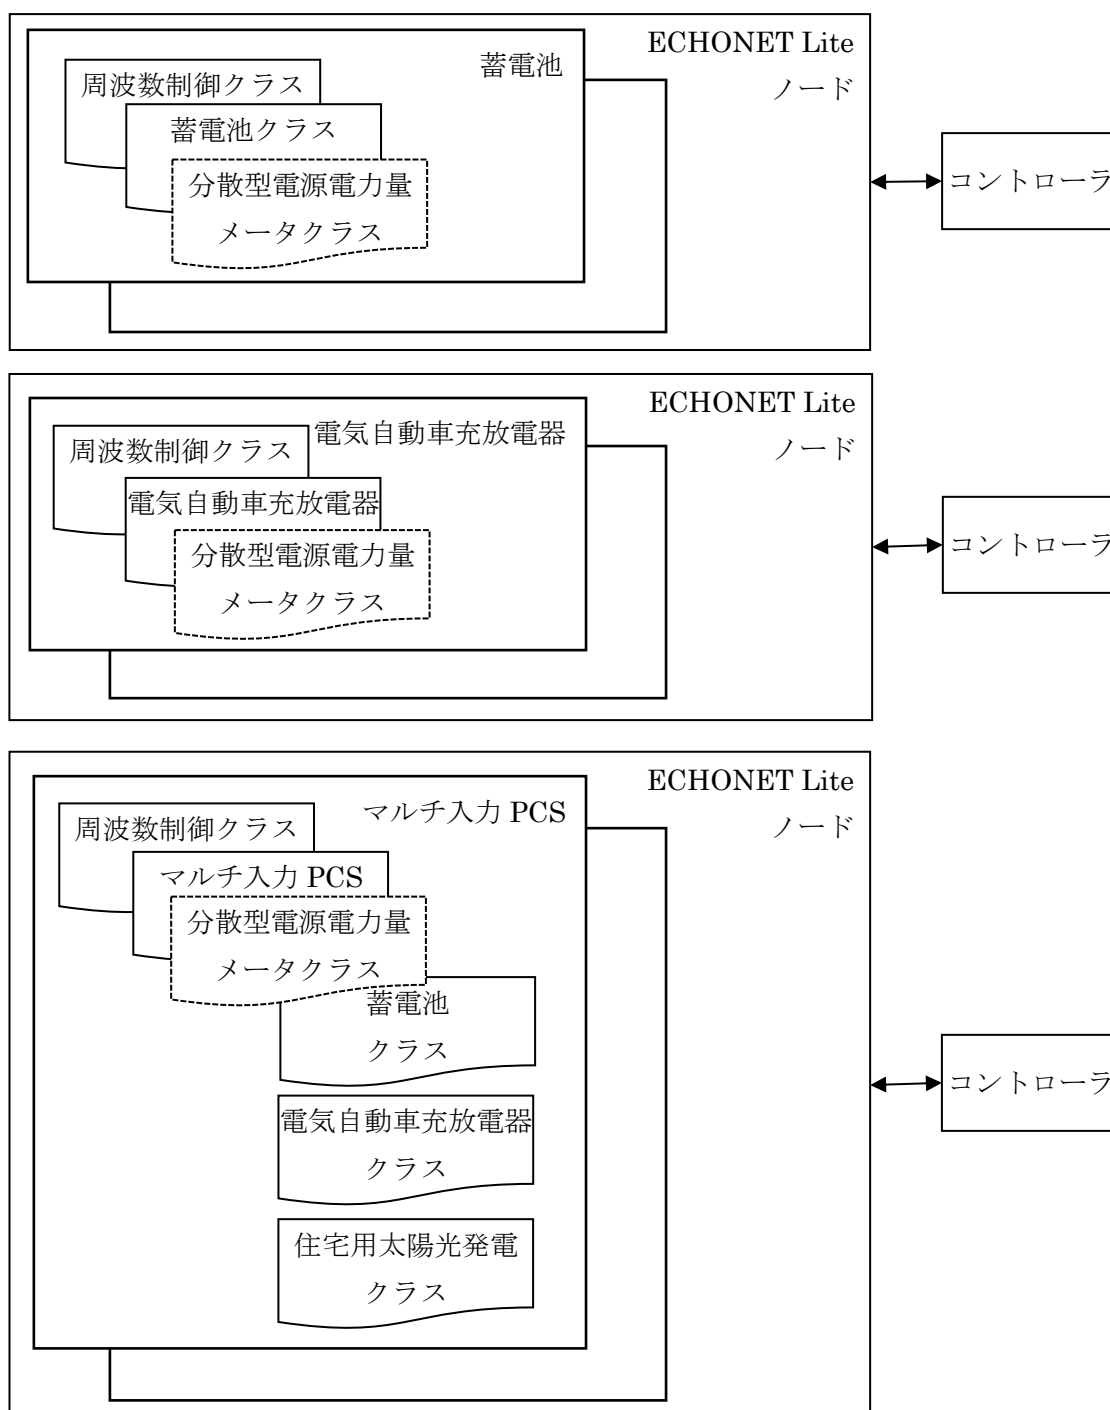 ECHONET Lite
ノード
蓄電池
周波数制御クラス
蓄電池クラス
分散型電源電力量
メータクラス
コントローラ
ECHONET Lite
ノード
電気自動車充放電器
周波数制御クラス
電気自動車充放電器
分散型電源電力量
メータクラス
コントローラ
ECHONET Lite
ノード
マルチ入力 PCS
周波数制御クラス
マルチ入力 PCS
分散型電源電力量
メータクラス
蓄電池
クラス
電気自動車充放電器
クラス
住宅用太陽光発電
クラス
コントローラ